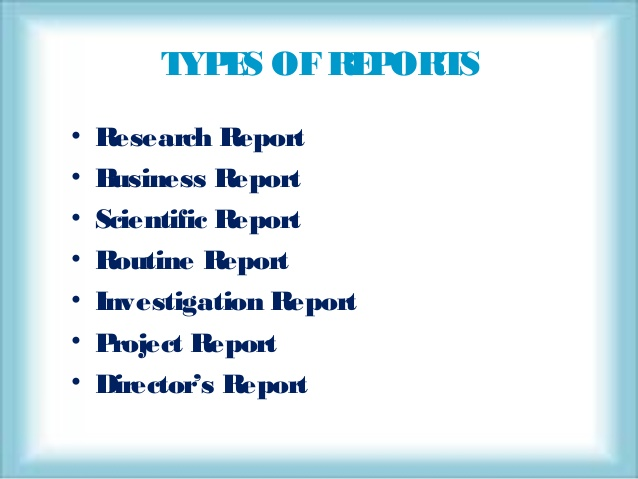 TYPES OF REPORTS
• Research Report
• Business Report
• Scientific Report
• Routine Report
• Investigation Report
• Project Report
• Director's Report